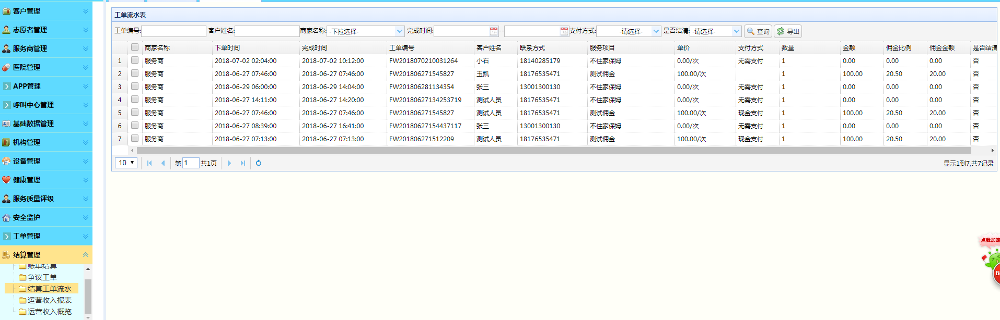 客户管理
志愿者管理
服务商管理
医院管理
APP管理
呼叫中心管理
基础数据管理
机构管理
设备管理
健康管理
服务质量评级
安全监护
工单管理
结算管理
账单结算
争议工单
结算工单流水
运营收入报表
运营收入概览
工单流水表
工单编号: 客户姓名: 商家名称: -下拉选择- 完成时间: -- 支付方式: -请选择- 是否结清: -请选择- 查询 导出
商家名称 下单时间 完成时间 工单编号 客户姓名 联系方式 服务项目 单价 支付方式 数量 金额 佣金比例 佣金金额 是否结清
1 服务商 2018-07-02 02:04:00 2018-07-02 10:12:00 FW2018070210031264 小石 18140285179 不住家保姆 0.00/次 无需支付 1 0.00 0.00 0.00 否
2 服务商 2018-06-27 07:46:00 2018-06-27 07:46:00 FW201806271545827 玉凯 18176535471 测试佣金 100.00/次 1 100.00 20.50 20.00 否
3 服务商 2018-06-29 06:00:00 2018-06-29 14:04:00 FW201806281134354 张三 13001300130 不住家保姆 0.00/次 无需支付 1 0.00 0.00 0.00 否
4 服务商 2018-06-27 14:11:00 2018-06-27 14:20:00 FW20180627134253719 测试人员 18176535471 不住家保姆 0.00/次 无需支付 1 0.00 0.00 0.00 否
5 服务商 2018-06-27 07:46:00 2018-06-27 07:46:00 FW201806271545827 测试人员 18176535471 测试佣金 100.00/次 现金支付 1 100.00 20.50 20.00 否
6 服务商 2018-06-27 08:39:00 2018-06-27 16:41:00 FW20180627154437117 张三 13001300130 不住家保姆 0.00/次 无需支付 1 0.00 0.00 0.00 否
7 服务商 2018-06-27 07:13:00 2018-06-27 07:13:00 FW201806271512209 测试人员 18176535471 测试佣金 100.00/次 现金支付 1 100.00 20.50 20.00 否
10 第 1 共1页 显示1到7,共7记录
点我加速